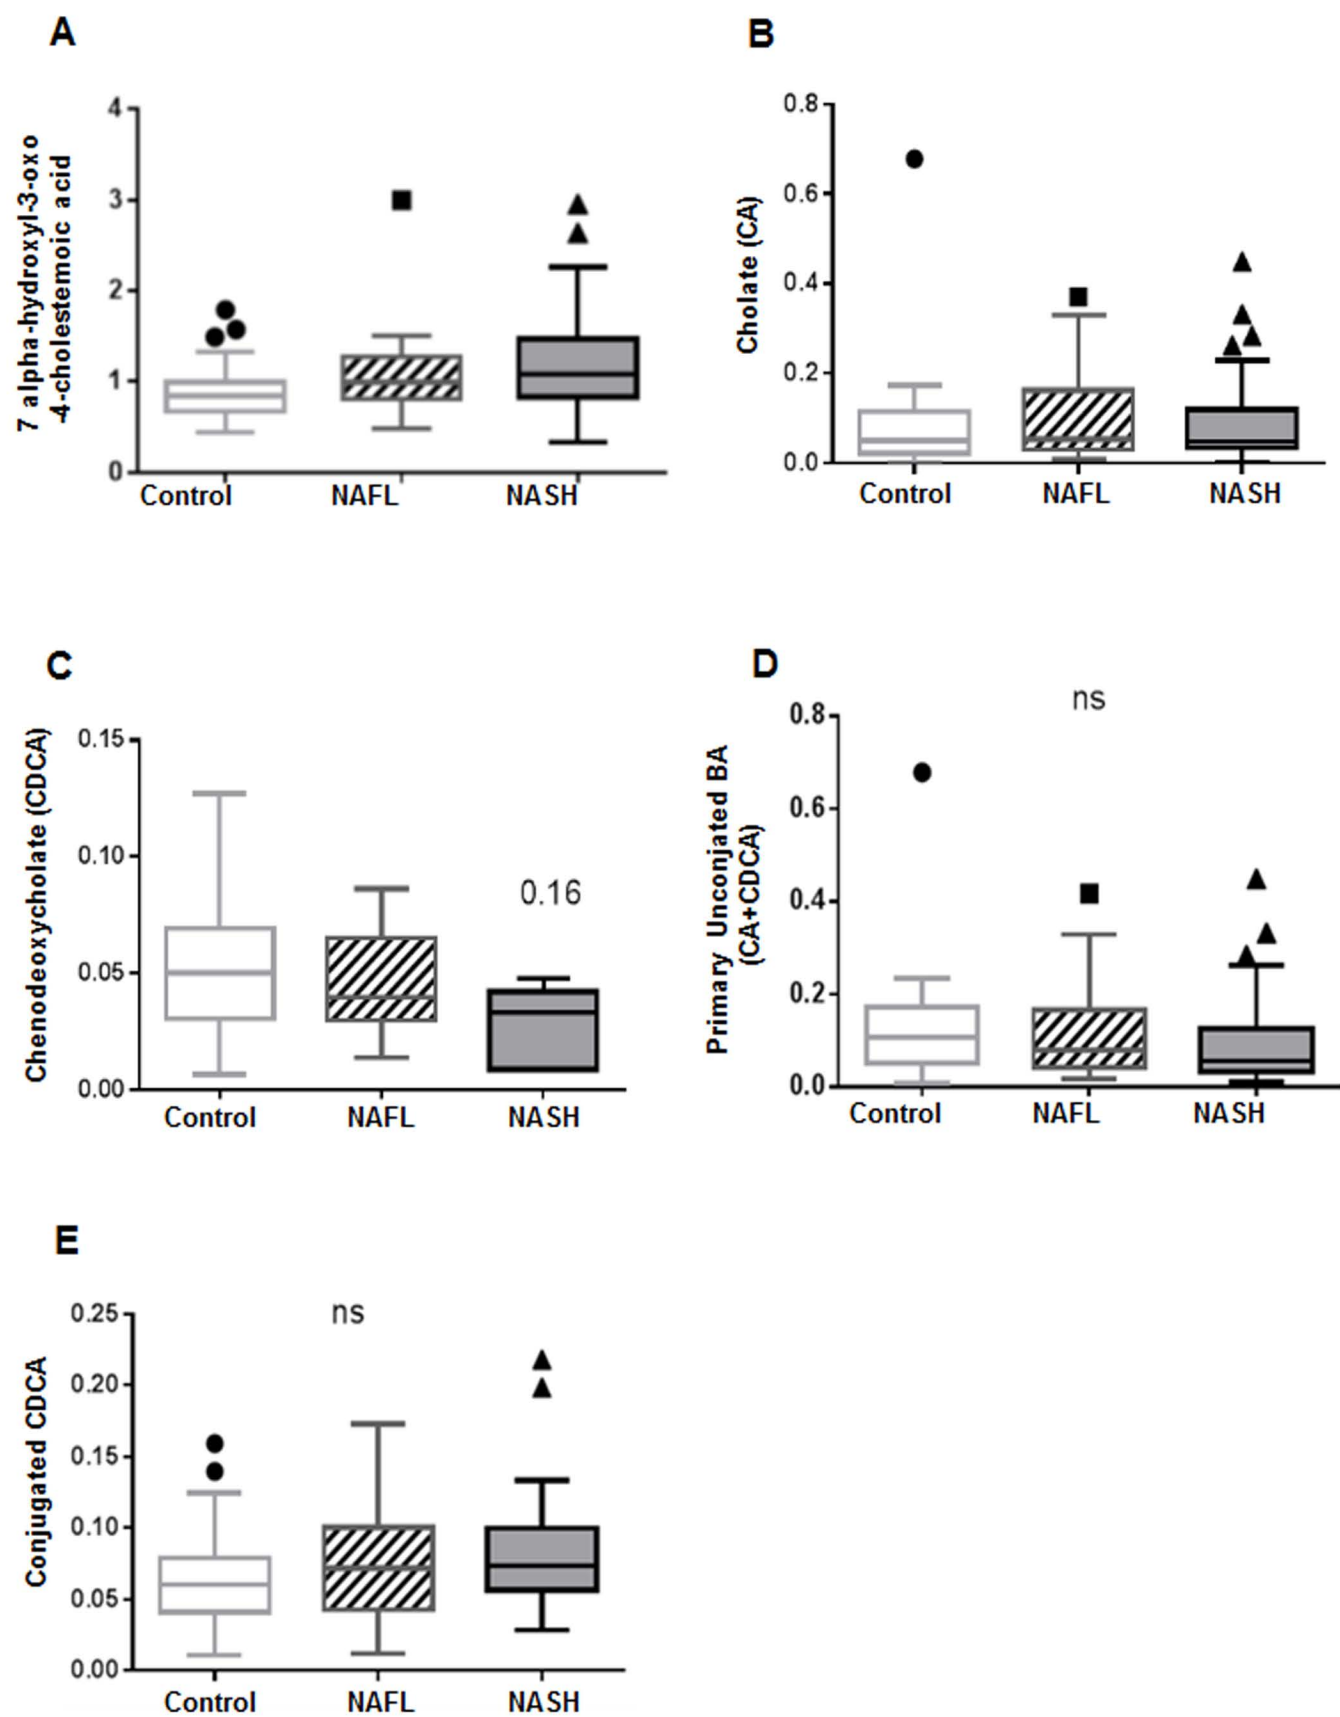 A
7 alpha-hydroxyl-3-oxo
-4-cholestemoic acid
4
3
2
1
0
Control NAFL NASH
B
Cholate (CA)
0.8
0.6
0.4
0.2
0.0
Control NAFL NASH
C
Chenodeoxycholate (CDCA)
0.15
0.10
0.05
0.00
0.16
Control NAFL NASH
D
Primary Unconjated BA
(CA+CDCA)
ns
0.8
0.6
0.4
0.2
0.0
Control NAFL NASH
E
Conjugated CDCA
ns
0.25
0.20
0.15
0.10
0.05
0.00
Control NAFL NASH